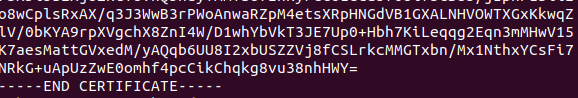 o8wCplsRxAX/q3J3WwB3rPWoAnwaRZpM4etsXRpHNGdVB1GXALNHVOWTXGxKkwqZ
lV/0bKYA9rpXVgchX8ZnI4W/D1whYbVkT3JE7Up0+Hbh7KiLeqqg2Eqn3mMHwV15
K7aesMattGVxedM/yAQqb6UU8I2xbUSZZVj8fCSLrkcMMGTxbn/Mx1NthxYCsFi7
NRkG+uApUzZwE0omhf4pcCikChqkg8vu38nhHWY=
-----END CERTIFICATE-----